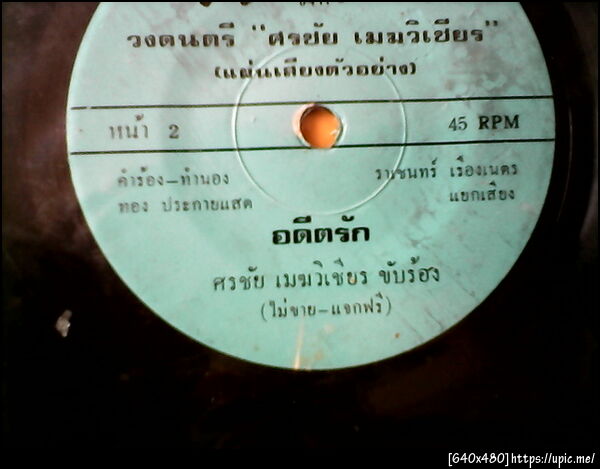 วงดนตรี "ศรชัย เมฆวิเชียร"
(แผ่นเสียงตัวอย่าง)
หน้า 2
45 RPM
คำร้อง-ทำนอง
ทอง ประกายแสด
ราเชนทร์ เรืองเนตร
แยกเสียง
อดีตรัก
ศรชัย เมฆวิเชียร ขับร้อง
(ไม่ขาย-แจกฟรี)
[640x480]https://upic.me/